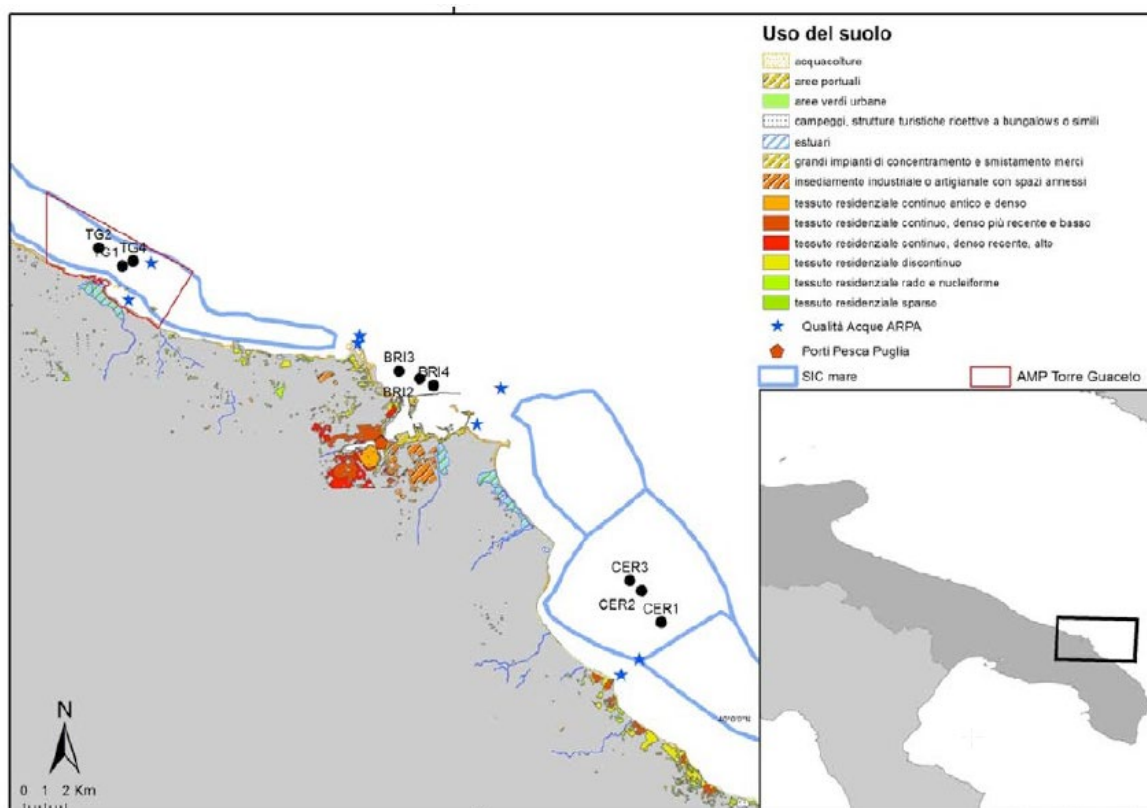 Uso del suolo
acquacolture
aree portuali
aree verdi urbane
campeggi, strutture turistiche ricettive a bungalows o simili
estuari
grandi impianti di concentramento e smistamento merci
insediamento industriale o artigianale con spazi annessi
tessuto residenziale continuo antico e denso
tessuto residenziale continuo, denso più recente e basso
tessuto residenziale continuo, denso recente, alto
tessuto residenziale discontinuo
tessuto residenziale rado e nucleiforme
tessuto residenziale sparso
Qualità Acque ARPA
Porti Pesca Puglia
SIC mare
AMP Torre Guaceto
TG2
TG1
TG4
BRI3
BRI4
BRI2
CER3
CER2
CER1
N
0 1 2 Km